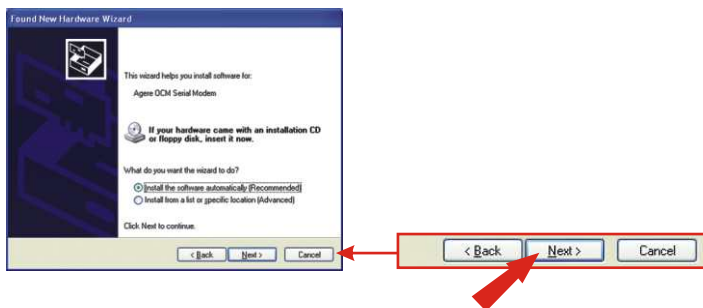 Found New Hardware Wizard
This wizard helps you install software for:
Agere OCM Serial Modem
If your hardware came with an installation CD
or floppy disk, insert it now.
What do you want the wizard to do?
Install the software automatically (Recommended)
Install from a list or specific location (Advanced)
Click Next to continue.
< Back
Next >
Cancel
< Back
Next >
Cancel